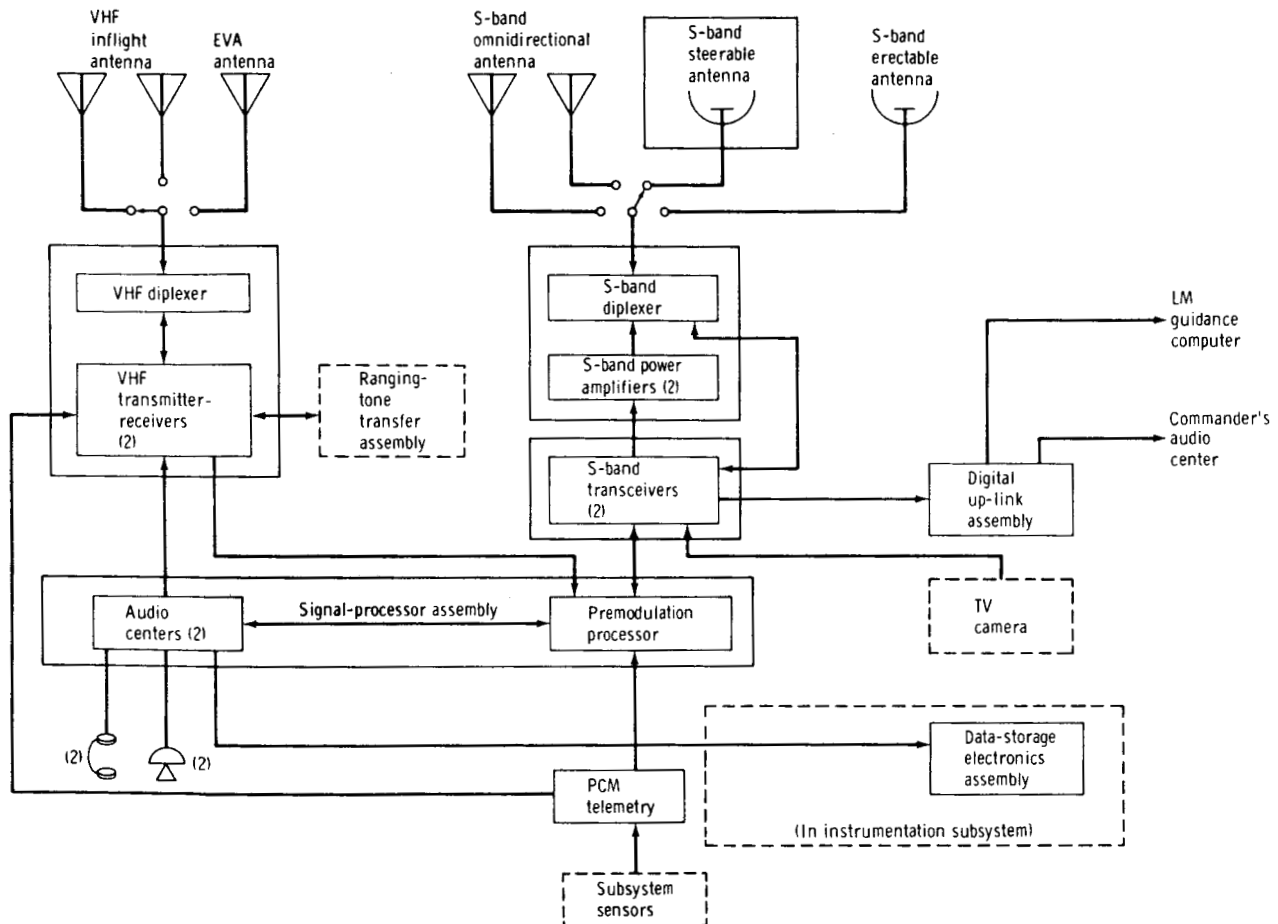 VHF
inflight
antenna
EVA
antenna
S-band
omnidirectional
antenna
S-band
steerable
antenna
S-band
erectable
antenna
VHF diplexer
S-band
diplexer
LM
guidance
computer
VHF
transmitter-
receivers
(2)
Ranging-
tone
transfer
assembly
S-band power
amplifiers (2)
Commander's
audio
center
S-band
transceivers
(2)
Digital
up-link
assembly
Audio
centers (2)
Signal-processor assembly
Premodulation
processor
TV
camera
(2)
(2)
Data-storage
electronics
assembly
PCM
telemetry
(In instrumentation subsystem)
Subsystem
sensors